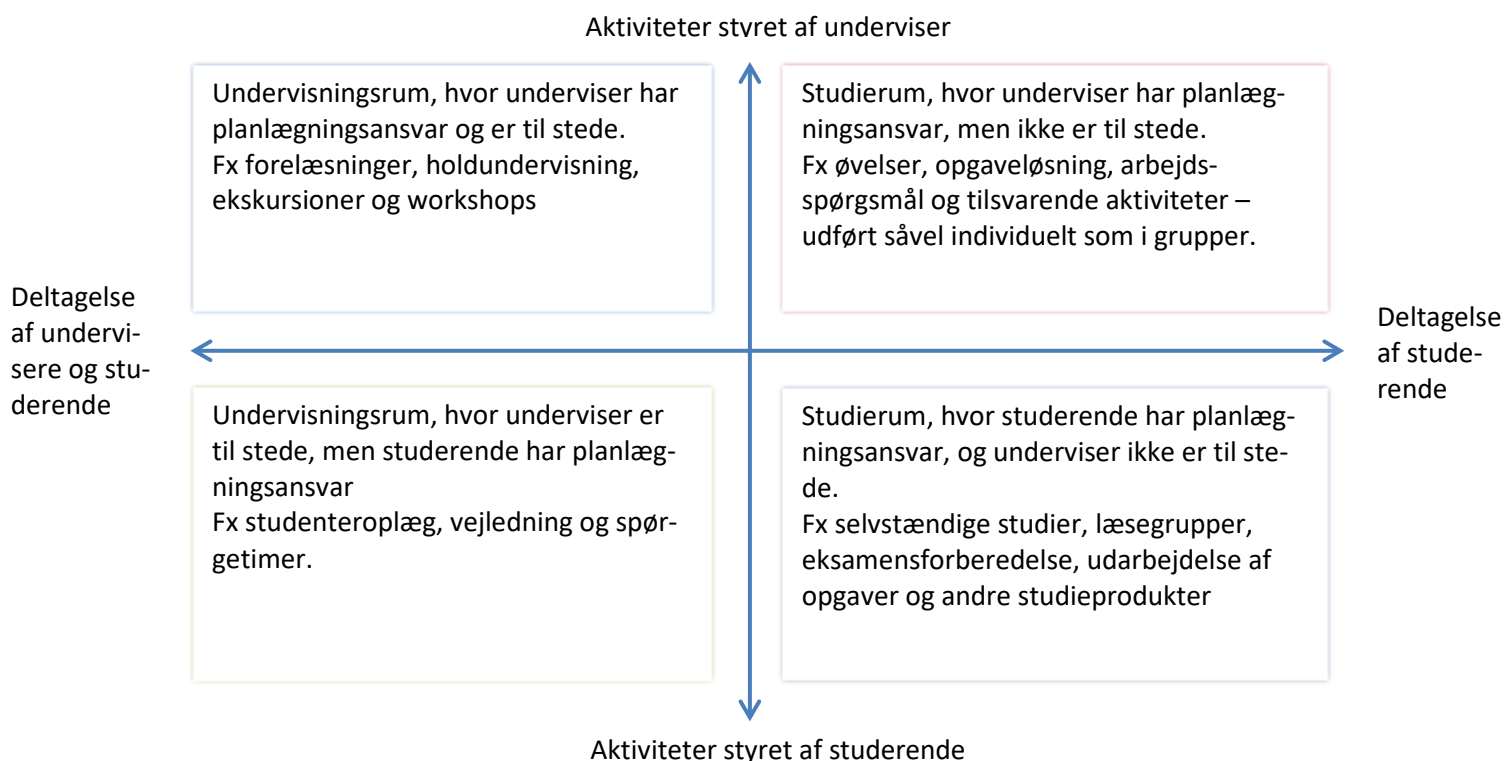 Aktiviteter styret af underviser
Undervisningsrum, hvor underviser har
planlægningsansvar og er til stede.
Fx forelæsninger, holdundervisning,
ekskursioner og workshops
Studierum, hvor underviser har planlæg-
ningsansvar, men ikke er til stede.
Fx øvelser, opgaveløsning, arbejds-
spørgsmål og tilsvarende aktiviteter –
udført såvel individuelt som i grupper.
Deltagelse
af undervi-
sere og stu-
derende
Deltagelse
af stude-
rende
Undervisningsrum, hvor underviser er
til stede, men studerende har planlæg-
ningsansvar
Fx studenteroplæg, vejledning og spør-
getimer.
Studierum, hvor studerende har planlæg-
ningsansvar, og underviser ikke er til ste-
de.
Fx selvstændige studier, læsegrupper,
eksamensforberedelse, udarbejdelse af
opgaver og andre studieprodukter
Aktiviteter styret af studerende